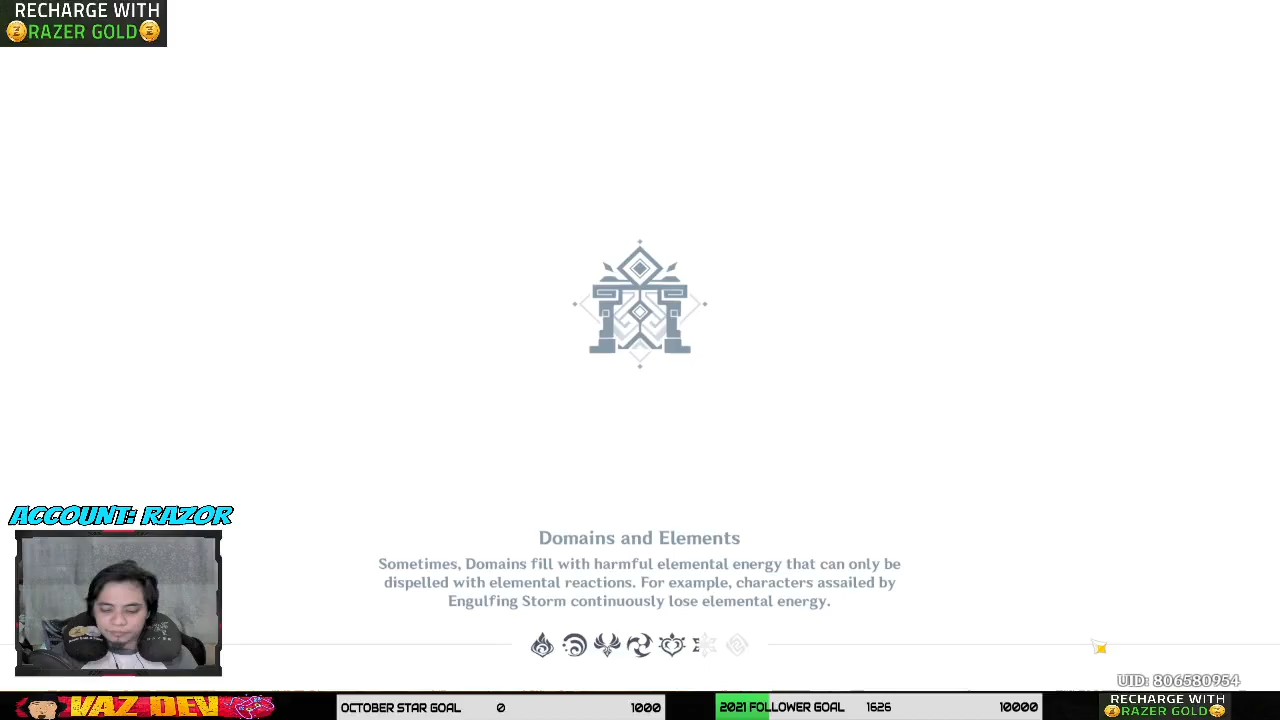 RECHARGE WITH
RAZER GOLD
ACCOUNT: RAZOR
Domains and Elements
Sometimes, Domains fill with harmful elemental energy that can only be
dispelled with elemental reactions. For example, characters assailed by
Engulfing Storm continuously lose elemental energy.
UID: 806580954
VAZ DEV
OCTOBER STAR GOAL 0 1000
2021 FOLLOWER GOAL 1626 10000
RECHARGE WITH
RAZER GOLD